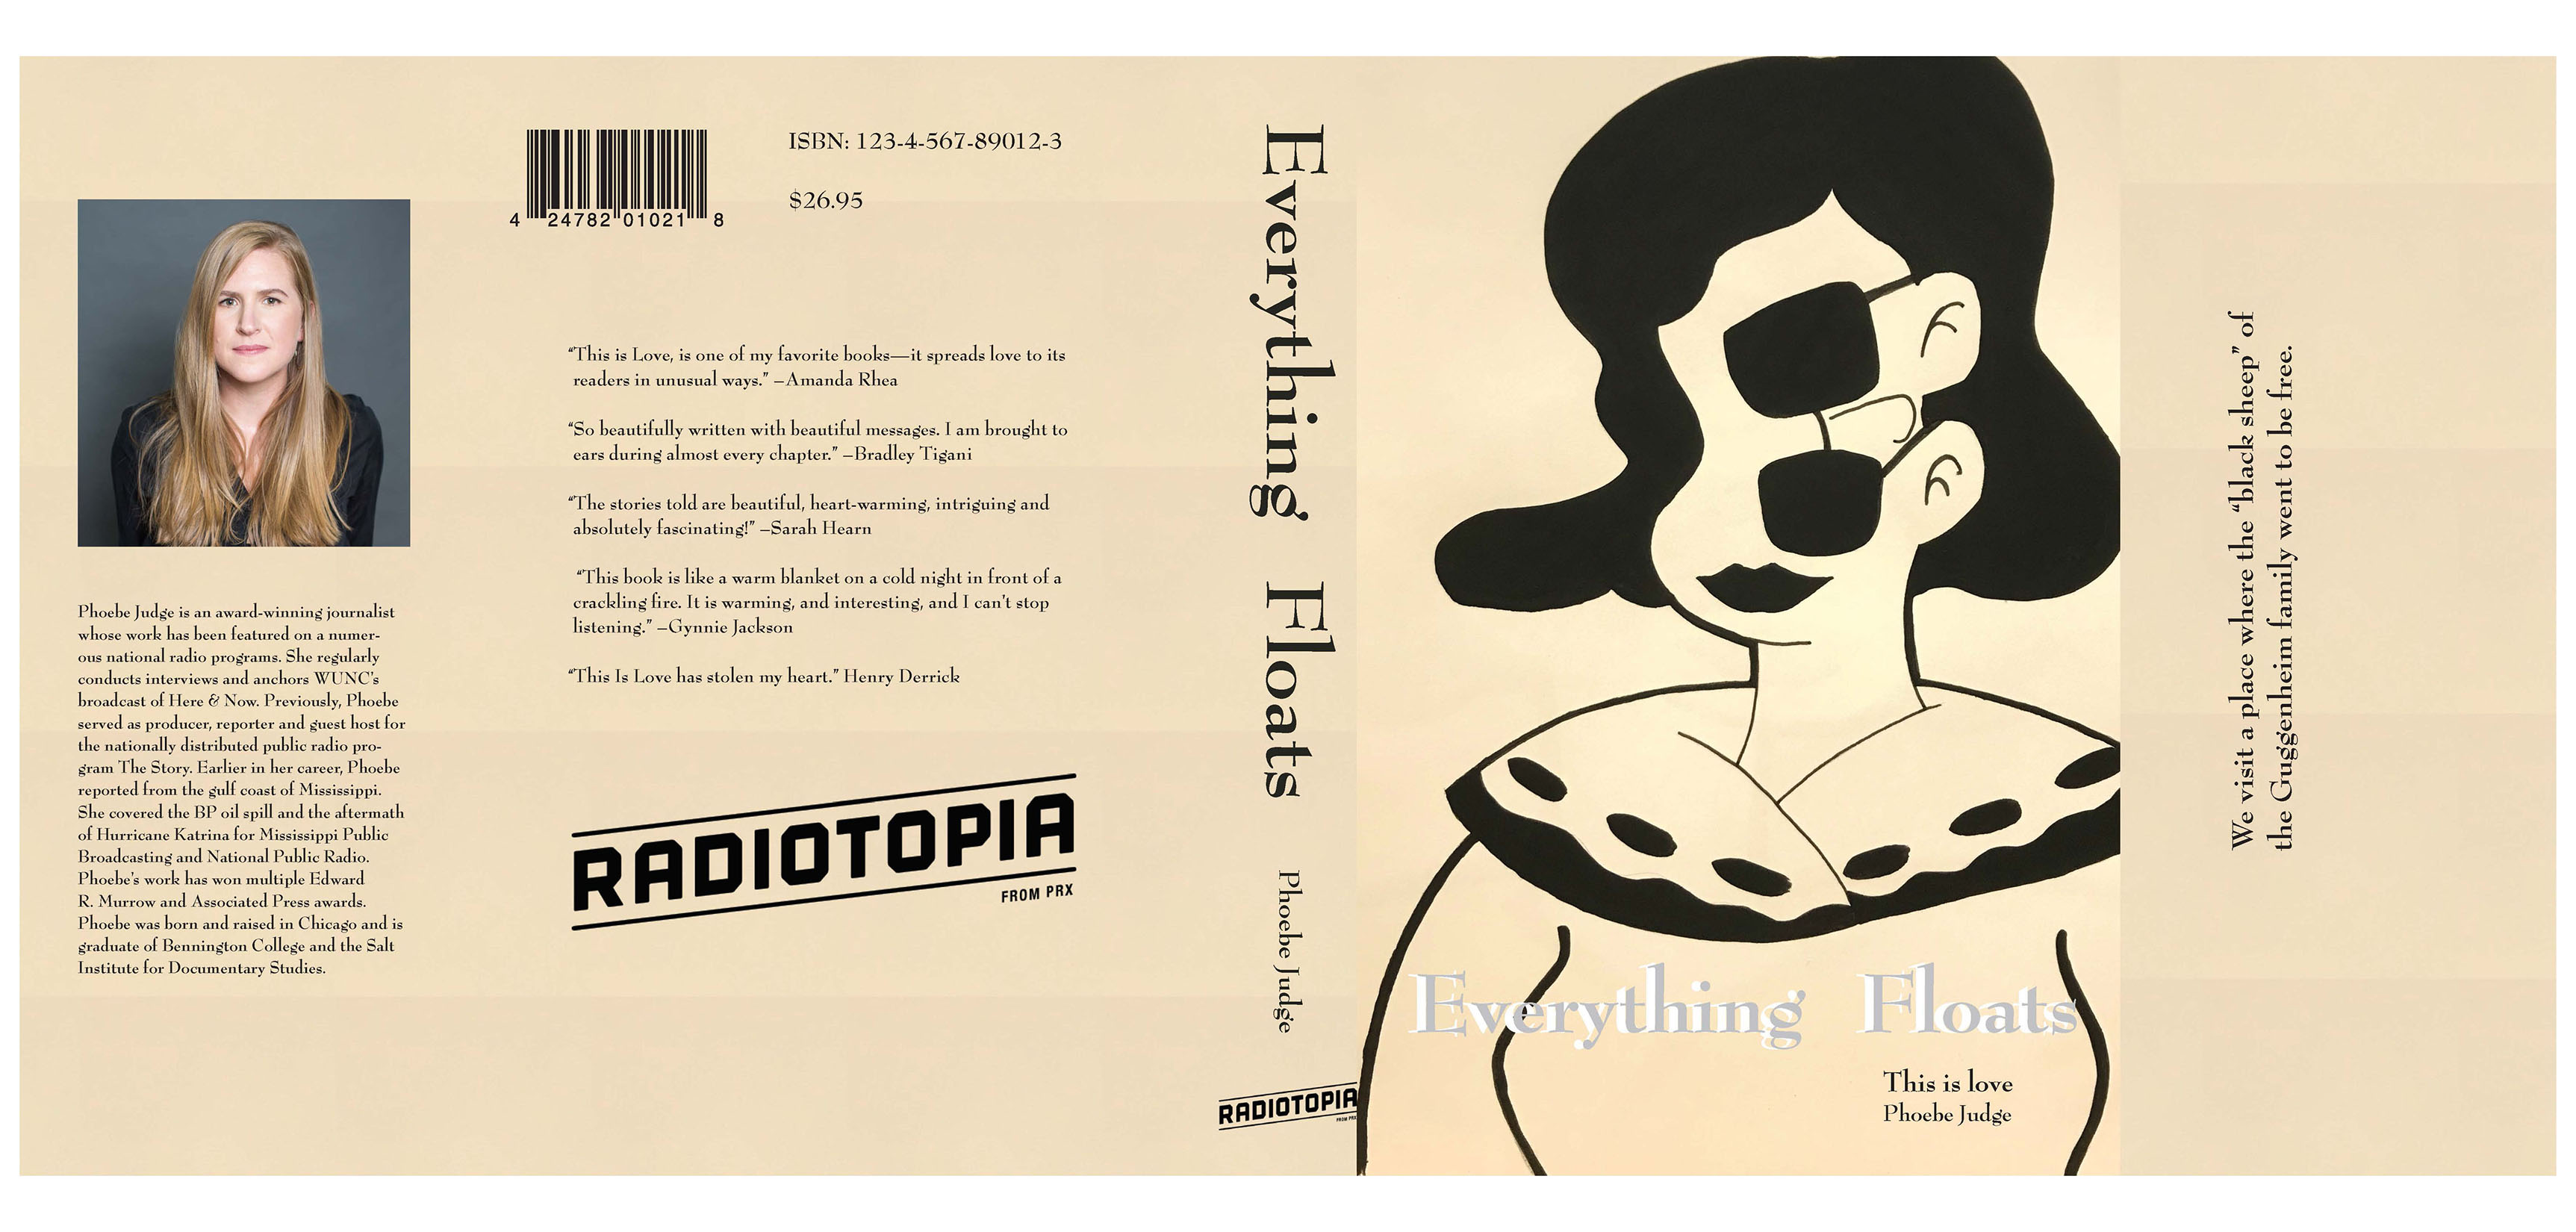 Phoebe Judge is an award-winning journalist
whose work has been featured on a numer-
ous national radio programs. She regularly
conducts interviews and anchors WUNC's
broadcast of Here & Now. Previously, Phoebe
served as producer, reporter and guest host for
the nationally distributed public radio pro-
gram The Story. Earlier in her career, Phoebe
reported from the gulf coast of Mississippi.
She covered the BP oil spill and the aftermath
of Hurricane Katrina for Mississippi Public
Broadcasting and National Public Radio.
Phoebe's work has won multiple Edward
R. Murrow and Associated Press awards.
Phoebe was born and raised in Chicago and is
graduate of Bennington College and the Salt
Institute for Documentary Studies.
4 24782 01021 8
ISBN: 123-4-567-89012-3
$26.95
“This is Love, is one of my favorite books—it spreads love to its
readers in unusual ways.” –Amanda Rhea
“So beautifully written with beautiful messages. I am brought to
ears during almost every chapter.” –Bradley Tigani
“The stories told are beautiful, heart-warming, intriguing and
absolutely fascinating!” –Sarah Hearn
“This book is like a warm blanket on a cold night in front of a
crackling fire. It is warming, and interesting, and I can't stop
listening.” –Gynnie Jackson
“This Is Love has stolen my heart.” Henry Derrick
RADIOTOPIA
FROM PRX
Everything Floats
Phoebe Judge
RADIOTOPIA
FROM PRX
Everything Floats
This is love
Phoebe Judge
We visit a place where the “black sheep” of
the Guggenheim family went to be free.